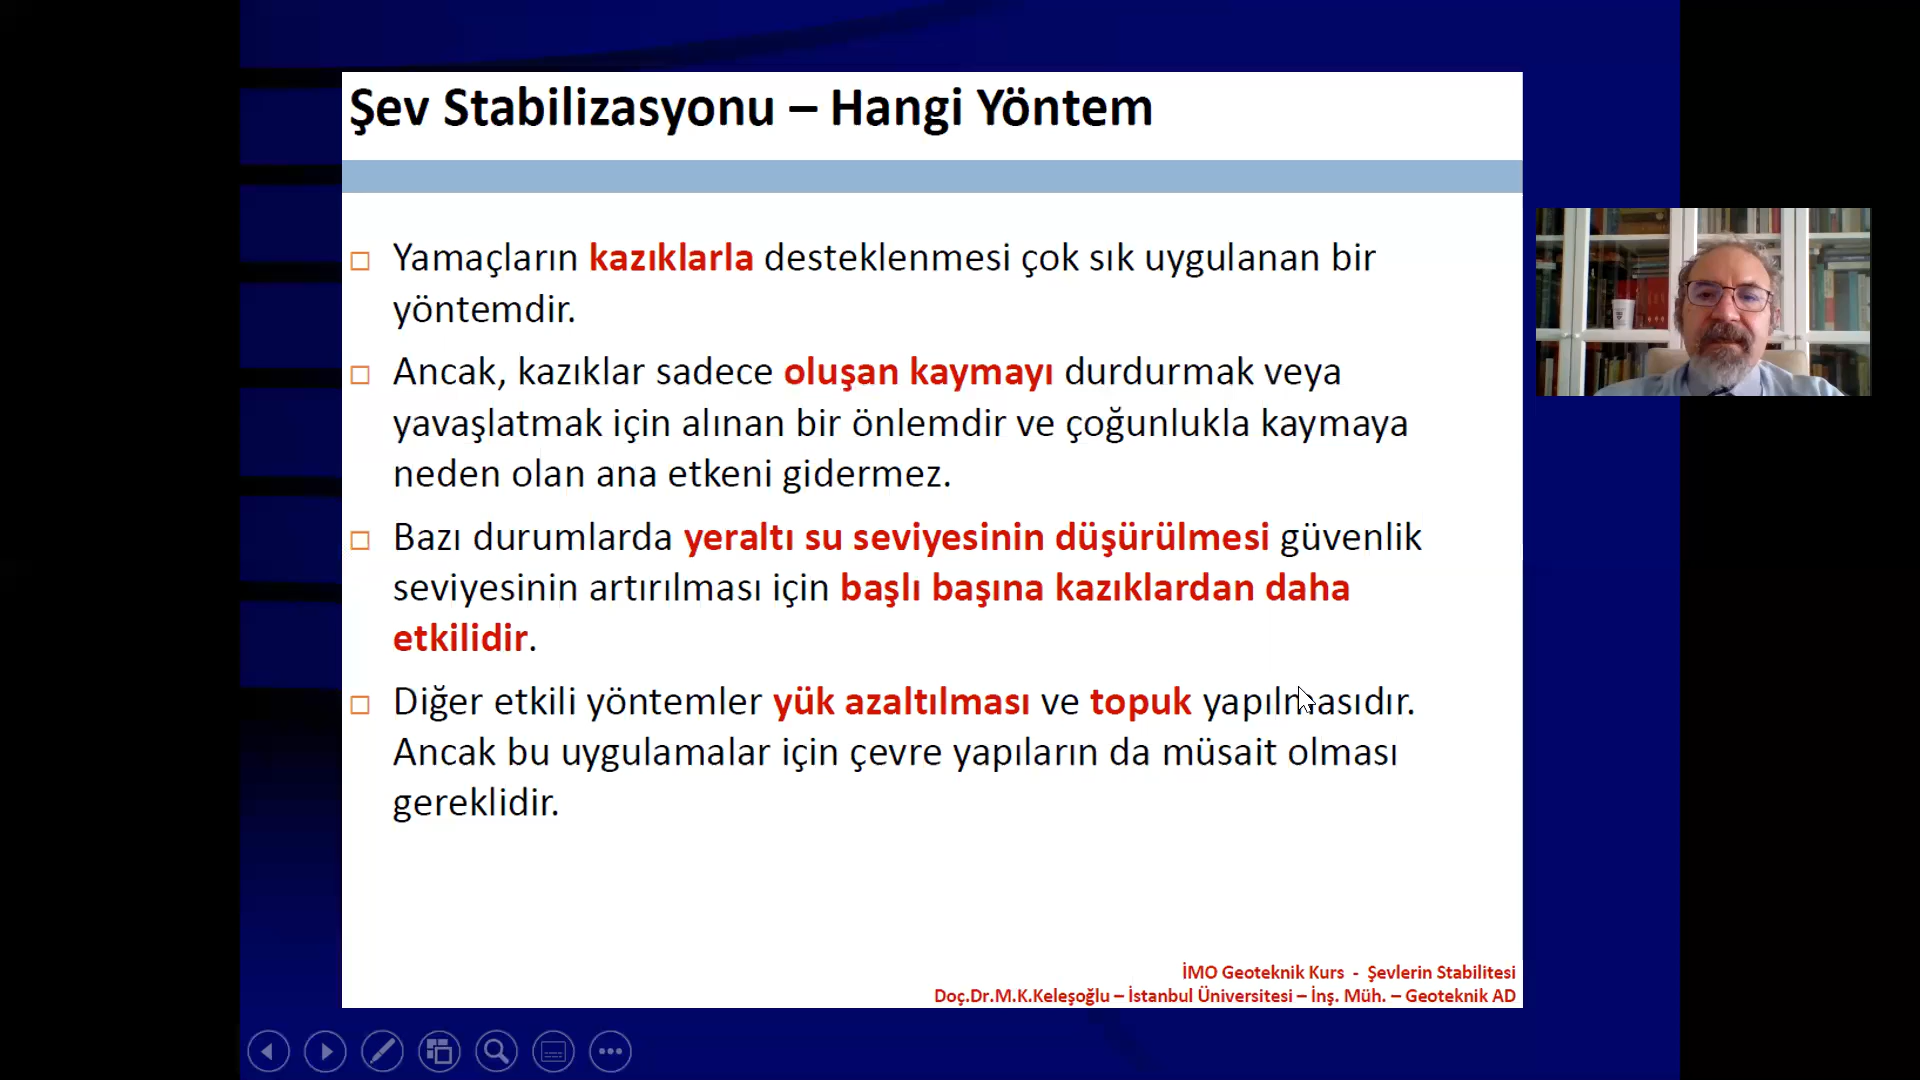 Şev Stabilizasyonu – Hangi Yöntem
Yamaçların kazıklarla desteklenmesi çok sık uygulanan bir
yöntemdir.
Ancak, kazıklar sadece oluşan kaymayı durdurmak veya
yavaşlatmak için alınan bir önlemdir ve çoğunlukla kaymaya
neden olan ana etkeni gidermez.
Bazı durumlarda yeraltı su seviyesinin düşürülmesi güvenlik
seviyesinin artırılması için başlı başına kazıklardan daha
etkilidir.
Diğer etkili yöntemler yük azaltılması ve topuk yapılmasıdır.
Ancak bu uygulamalar için çevre yapıların da müsait olması
gereklidir.
İMO Geoteknik Kurs - Şevlerin Stabilitesi
Doç.Dr.M.K.Keleşoğlu – İstanbul Üniversitesi – İnş. Müh. – Geoteknik AD